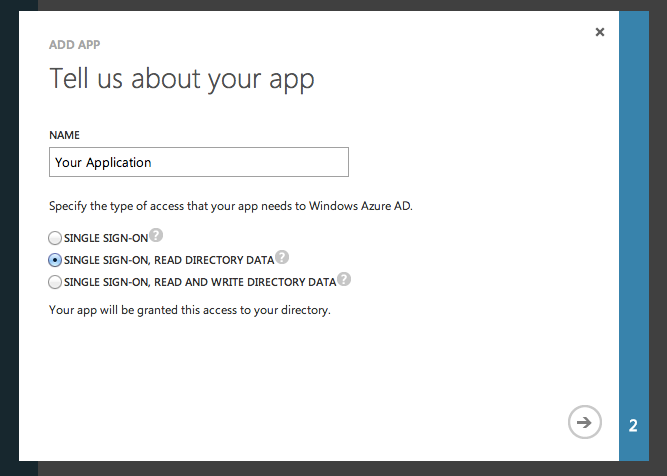 ADD APP
Tell us about your app
NAME
Your Application
Specify the type of access that your app needs to Windows Azure AD.
SINGLE SIGN-ON ?
SINGLE SIGN-ON, READ DIRECTORY DATA ?
SINGLE SIGN-ON, READ AND WRITE DIRECTORY DATA ?
Your app will be granted this access to your directory.
2